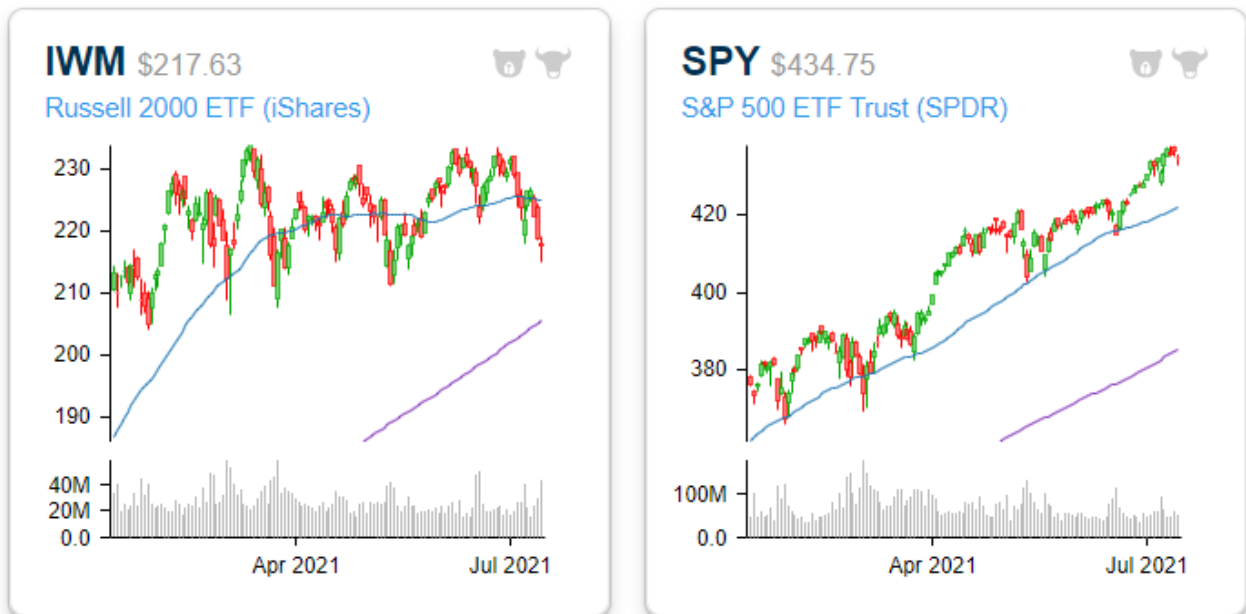 IWM $217.63
Russell 2000 ETF (iShares)
230
220
210
200
190
40M
20M
0.0
Apr 2021
Jul 2021
SPY $434.75
S&P 500 ETF Trust (SPDR)
420
400
380
100M
0.0
Apr 2021
Jul 2021